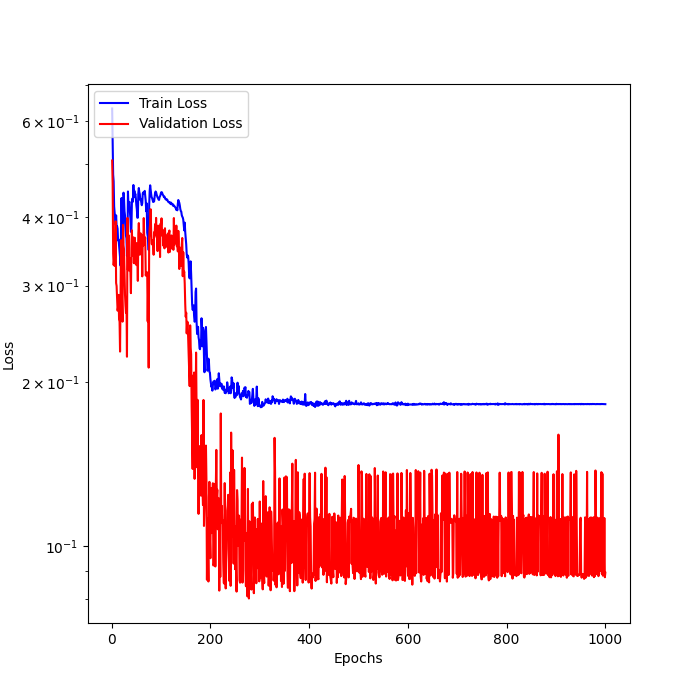 Train Loss
Validation Loss
6 × 10⁻¹
4 × 10⁻¹
3 × 10⁻¹
2 × 10⁻¹
10⁻¹
Loss
0 200 400 600 800 1000
Epochs